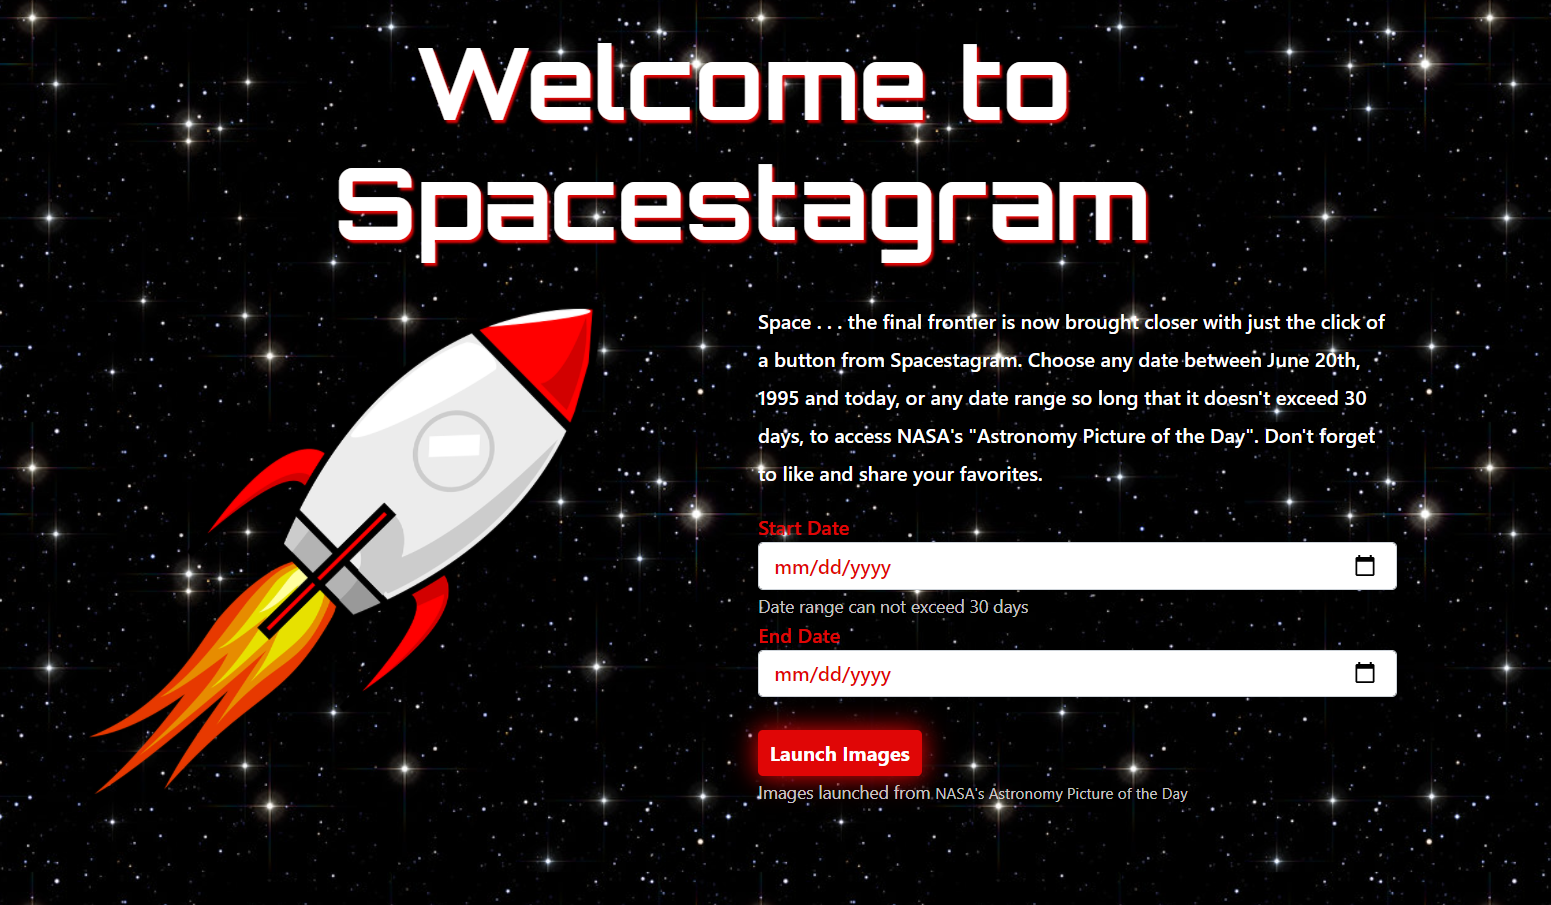 Welcome to
Spacestagram
Space . . . the final frontier is now brought closer with just the click of
a button from Spacestagram. Choose any date between June 20th,
1995 and today, or any date range so long that it doesn't exceed 30
days, to access NASA's "Astronomy Picture of the Day". Don't forget
to like and share your favorites.
Start Date
mm/dd/yyyy
Date range can not exceed 30 days
End Date
mm/dd/yyyy
Launch Images
Images launched from NASA's Astronomy Picture of the Day